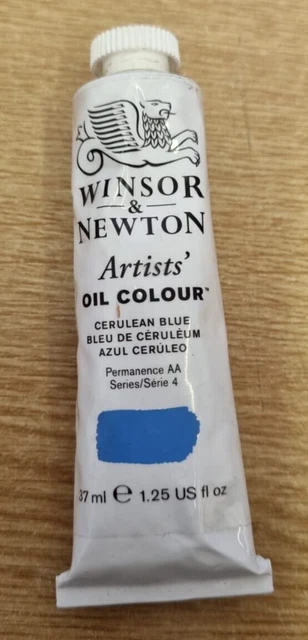 WINSOR
&
NEWTON
Artists'
OIL COLOUR™
CERULEAN BLUE
BLEU DE CÉRULÉUM
AZUL CERÚLEO
Permanence AA
Series/Série 4
37 ml ℮ 1.25 US fl oz